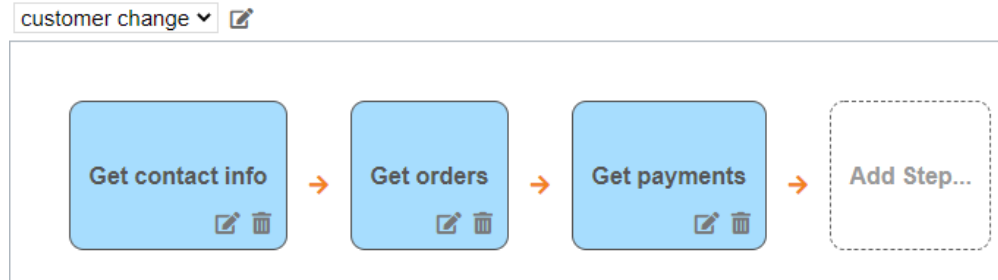 customer change
Get contact info
Get orders
Get payments
Add Step...